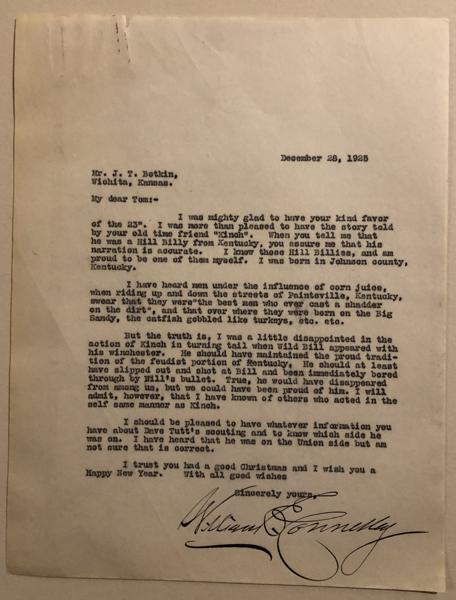 December 28, 1925
Mr. J. T. Botkin,
Wichita, Kansas.
My dear Tom:-
I was mighty glad to have your kind favor
of the 23". I was more than pleased to have the story told
by your old time friend "Kinch". When you tell me that
he was a Hill Billy from Kentucky, you assure me that his
narration is accurate. I know those Hill Billies, and am
proud to be one of them myself. I was born in Johnson county,
Kentucky.
I have heard men under the influence of corn juice,
when riding up and down the streets of Paintsville, Kentucky,
swear that they were "the best men who ever cast a shadder
on the dirt", and that over where they were born on the Big
Sandy, the catfish gobbled like turkeys, etc. etc.
But the truth is, I was a little disappointed in the
action of Kinch in turning tail when Wild Bill appeared with
his winchester. He should have maintained the proud tradi-
tion of the feudist portion of Kentucky. He should at least
have slipped out and shot at Bill and been immediately bored
through by Will's bullet. True, he would have disappeared
from among us, but we could have been proud of him. I will
admit, however, that I have known of others who acted in the
self same manner as Kinch.
I should be pleased to have whatever information you
have about Dave Tutt's scouting and to know which side he
was on. I have heard that he was on the Union side but am
not sure that is correct.
I trust you had a good Christmas and I wish you a
Happy New Year. With all good wishes
Sincerely yours,
William E Connelley